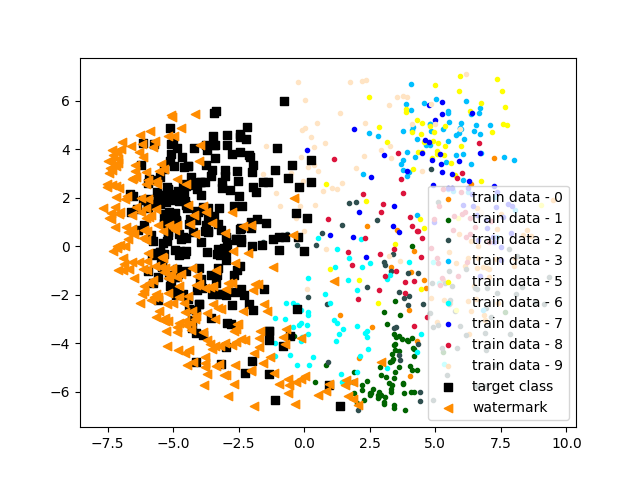 6
4
2
0
−2
−4
−6
−7.5 −5.0 −2.5 0.0 2.5 5.0 7.5 10.0
train data - 0
train data - 1
train data - 2
train data - 3
train data - 5
train data - 6
train data - 7
train data - 8
train data - 9
target class
watermark